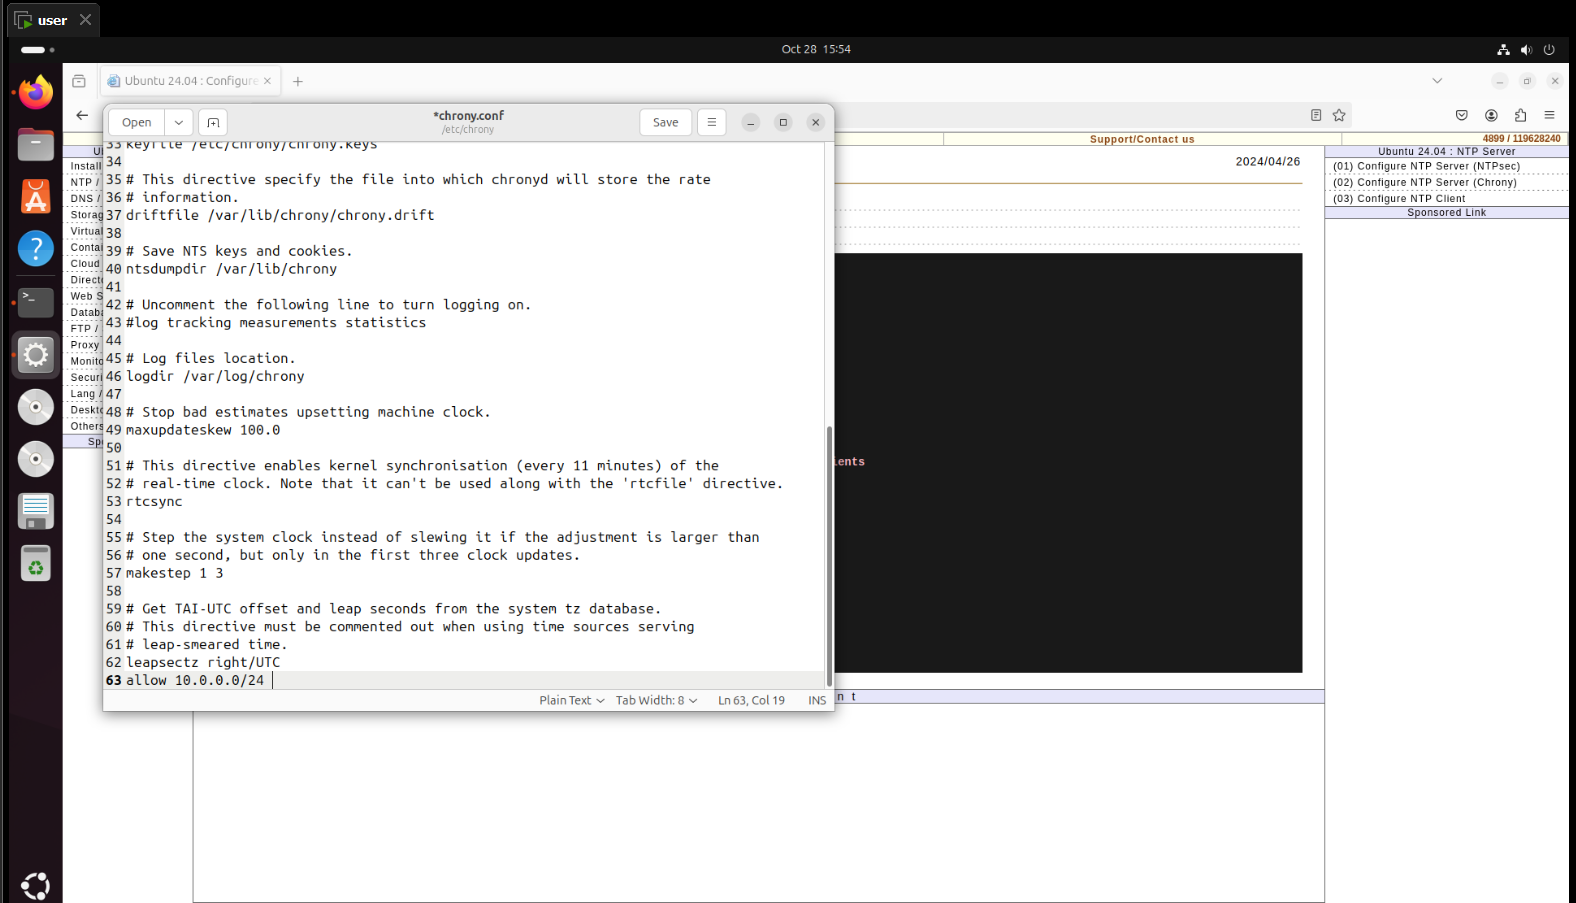 user
Oct 28 15:54
Ubuntu 24.04 : Configure
Open
*chrony.conf
/etc/chrony
Save
Support/Contact us
4899 / 119628240
33 keyfile /etc/chrony/chrony.keys
34
35 # This directive specify the file into which chronyd will store the rate
36 # information.
37 driftfile /var/lib/chrony/chrony.drift
38
39 # Save NTS keys and cookies.
40 ntsdumpdir /var/lib/chrony
41
42 # Uncomment the following line to turn logging on.
43 #log tracking measurements statistics
44
45 # Log files location.
46 logdir /var/log/chrony
47
48 # Stop bad estimates upsetting machine clock.
49 maxupdateskew 100.0
50
51 # This directive enables kernel synchronisation (every 11 minutes) of the
52 # real-time clock. Note that it can't be used along with the 'rtcfile' directive.
53 rtcsync
54
55 # Step the system clock instead of slewing it if the adjustment is larger than
56 # one second, but only in the first three clock updates.
57 makestep 1 3
58
59 # Get TAI-UTC offset and leap seconds from the system tz database.
60 # This directive must be commented out when using time sources serving
61 # leap-smeared time.
62 leapsectz right/UTC
63 allow 10.0.0.0/24
Plain Text
Tab Width: 8
Ln 63, Col 19
INS
U
Install
NTP /
DNS /
Storag
Virtual
Contai
Cloud
Directo
Web S
Databa
FTP /
Proxy
Monito
Securi
Lang /
Deskto
Others
Sp
2024/04/26
ients
n t
Ubuntu 24.04 : NTP Server
(01) Configure NTP Server (NTPsec)
(02) Configure NTP Server (Chrony)
(03) Configure NTP Client
Sponsored Link